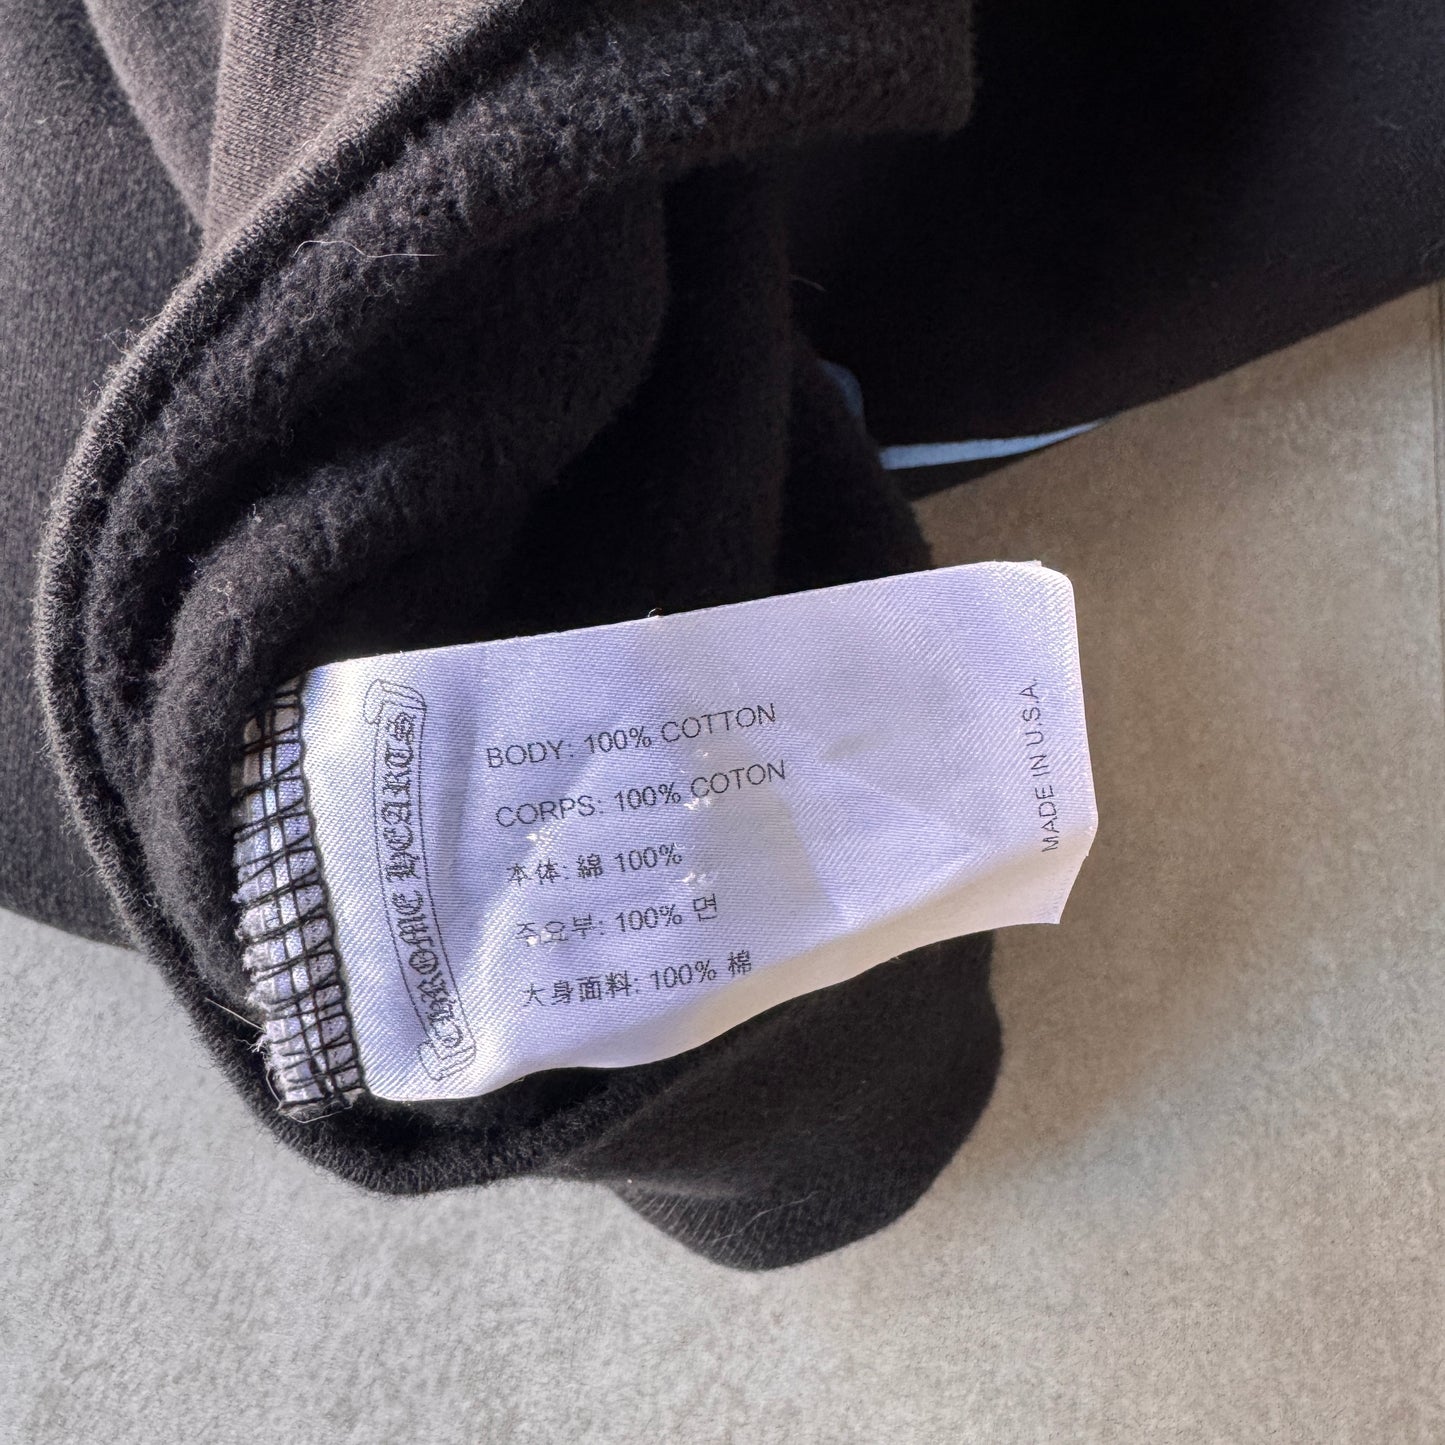 CHROME HEARTS
BODY: 100% COTTON
CORPS: 100% COTON
本体: 綿 100%
주요부: 100% 면
大身面料: 100% 棉
MADE IN U.S.A.